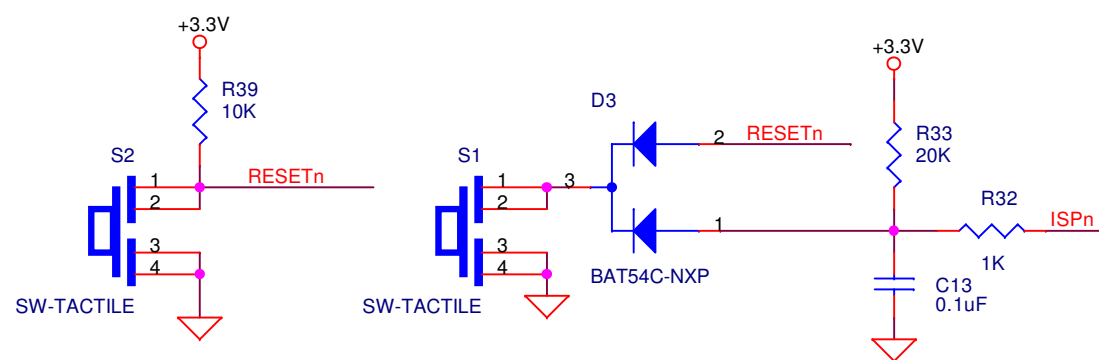 +3.3V
R39
10K
S2
1
2
RESETn
3
4
SW-TACTILE
S1
1
2
3
3
4
SW-TACTILE
D3
2
RESETn
1
BAT54C-NXP
+3.3V
R33
20K
R32
1K
ISPn
C13
0.1uF